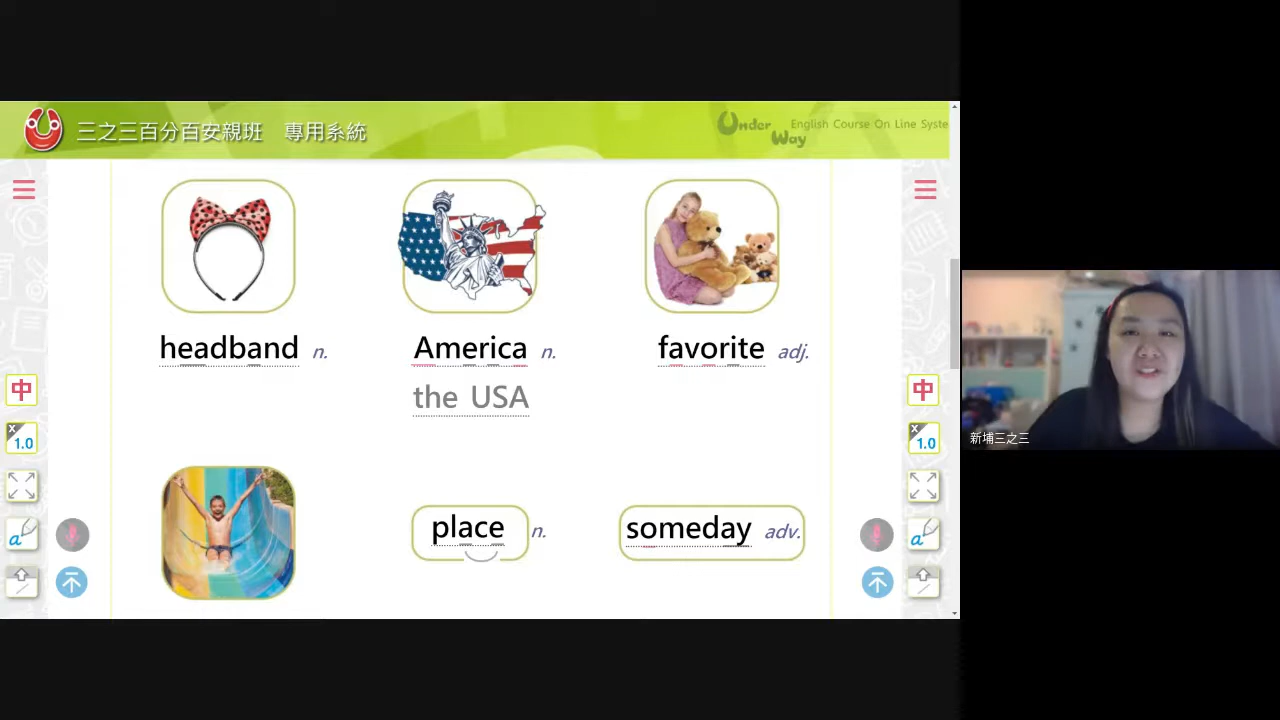 三之三百分百安親班 專用系統
Under Way English Course On Line Syste
headband n.
America n.
favorite adj.
the USA
中
中
x 1.0
x 1.0
新埔三之三
place n.
someday adv.
a
a